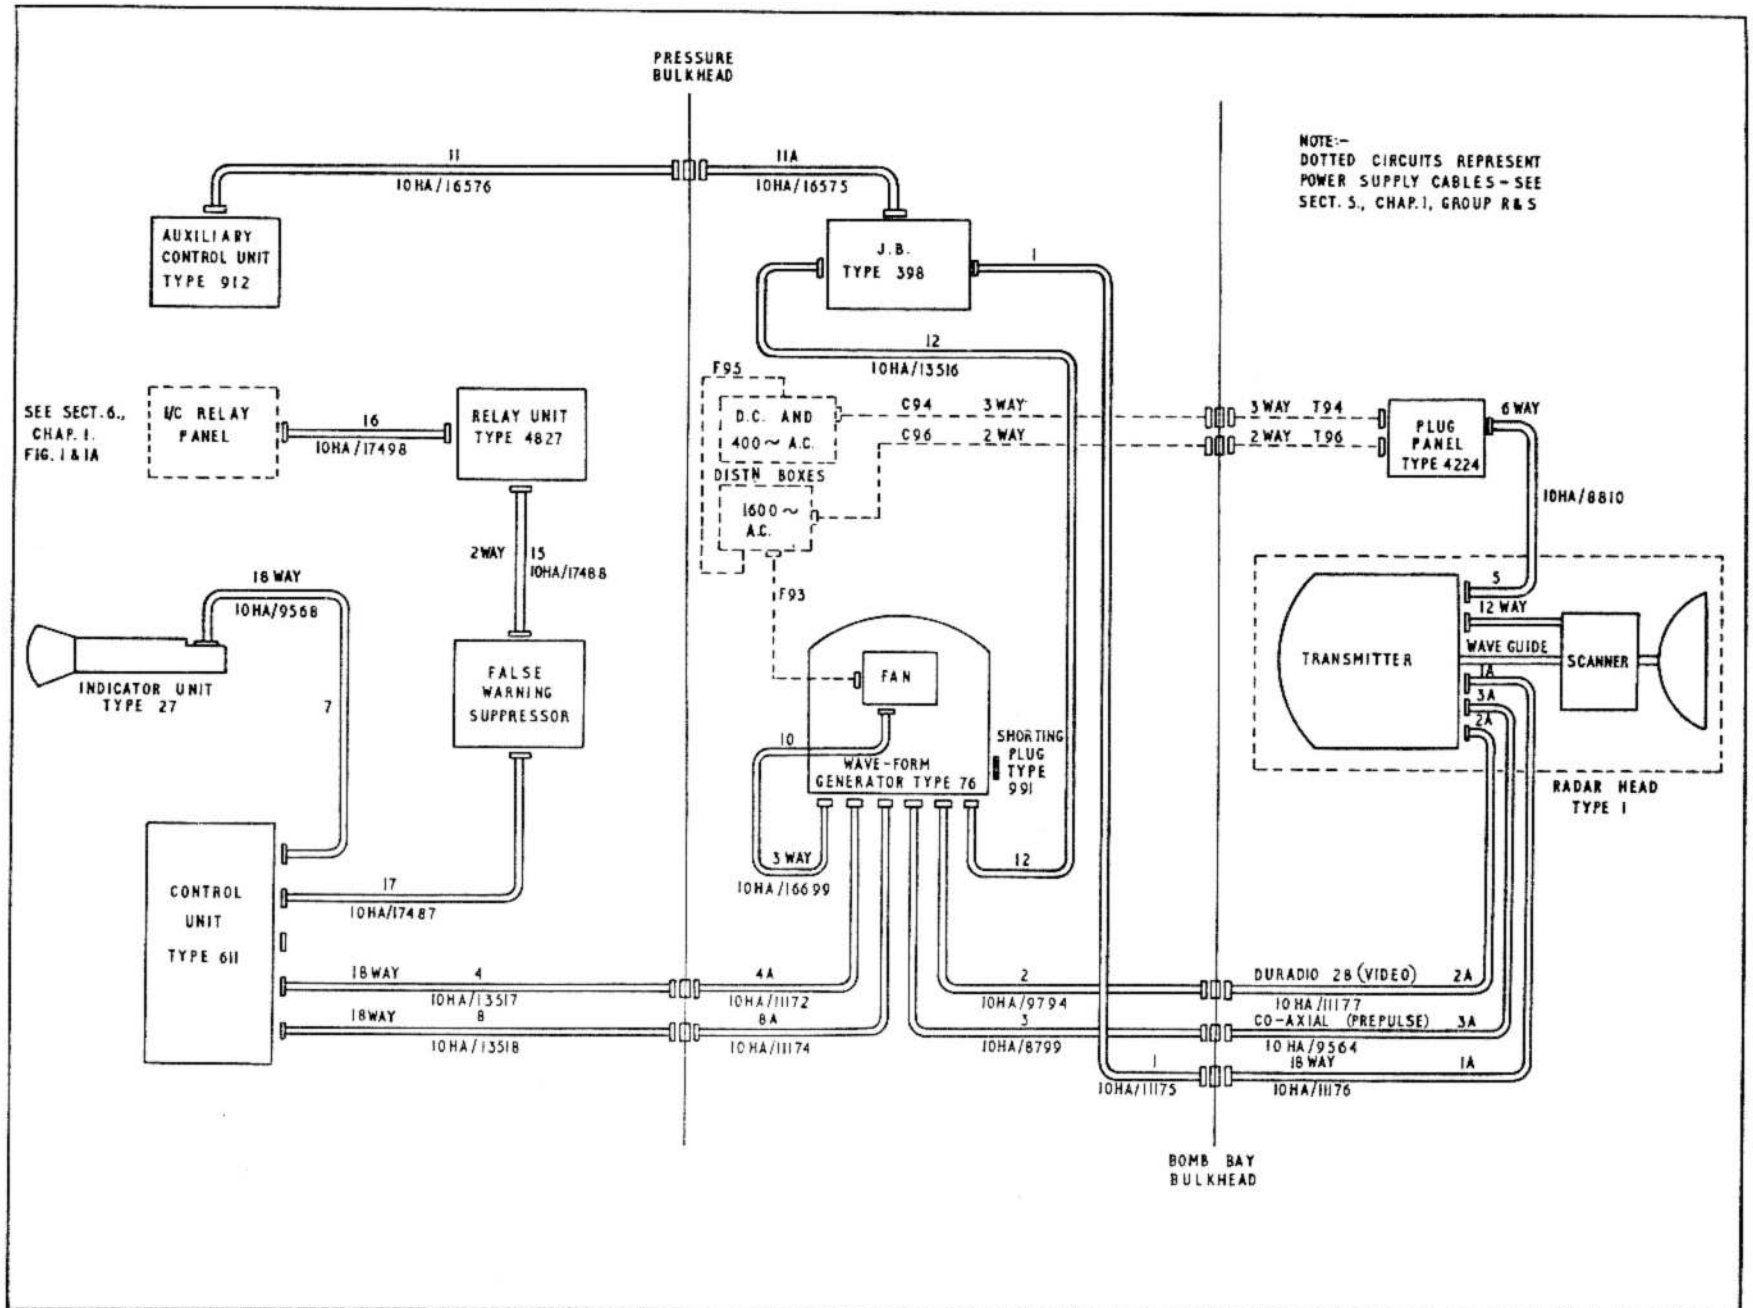 PRESSURE
BULKHEAD
NOTE:-
DOTTED CIRCUITS REPRESENT
POWER SUPPLY CABLES - SEE
SECT. 5., CHAP. 1, GROUP R & S
11
10HA/16576
11A
10HA/16575
AUXILIARY
CONTROL UNIT
TYPE 912
J.B.
TYPE 398
1
12
10HA/13516
SEE SECT. 6.,
CHAP. 1.
FIG. 1 & 1A
I/C RELAY
PANEL
16
10HA/17498
RELAY UNIT
TYPE 4827
F95
D.C. AND
400 ~ A.C.
DISTN BOXES
1600 ~
A.C.
C94 3 WAY
C96 2 WAY
3 WAY T94
2 WAY T96
PLUG
PANEL
TYPE 4224
6 WAY
10HA/8810
2 WAY
15
10HA/17488
F93
18 WAY
10HA/9568
INDICATOR UNIT
TYPE 27
7
FALSE
WARNING
SUPPRESSOR
FAN
10
WAVE-FORM
GENERATOR TYPE 76
SHORTING
PLUG
TYPE
991
TRANSMITTER
5
12 WAY
WAVE GUIDE
SCANNER
1A
3A
2A
RADAR HEAD
TYPE 1
3 WAY
10HA/16699
12
CONTROL
UNIT
TYPE 611
17
10HA/17487
18 WAY 4
10HA/13517
4A
10HA/11172
2
10HA/9794
DURADIO 28 (VIDEO) 2A
10HA/11177
18 WAY 8
10HA/13518
8A
10HA/11174
3
10HA/8799
CO-AXIAL (PREPULSE) 3A
10HA/9564
1
10HA/11175
18 WAY 1A
10HA/11176
BOMB BAY
BULKHEAD